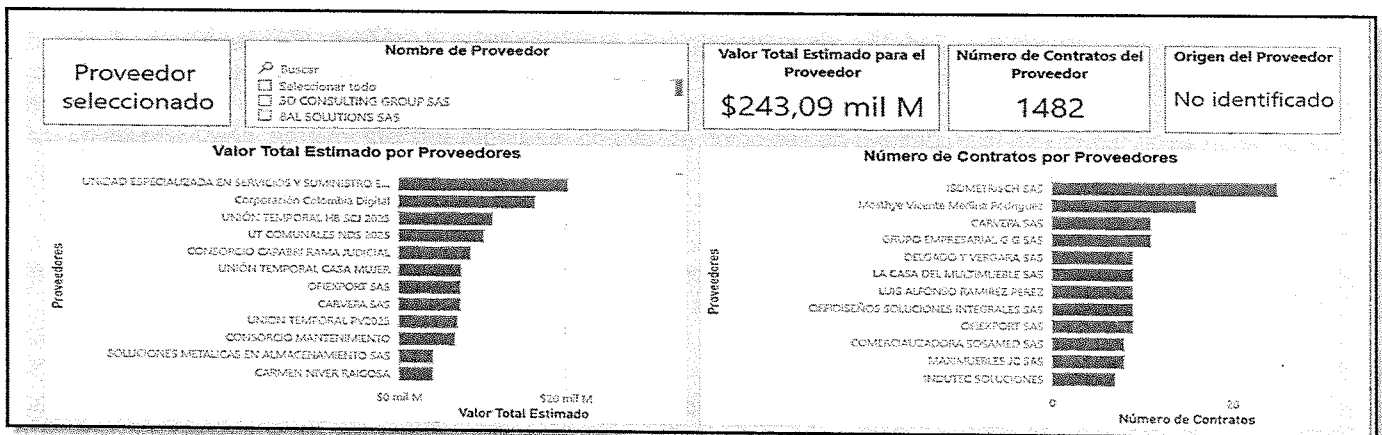 Proveedor
seleccionado
Nombre de Proveedor
Buscar
Seleccionar todo
3D CONSULTING GROUP SAS
8AL SOLUTIONS SAS
Valor Total Estimado para el
Proveedor
$243,09 mil M
Número de Contratos del
Proveedor
1482
Origen del Proveedor
No identificado
Valor Total Estimado por Proveedores
Proveedores
UNIDAD ESPECIALIZADA EN SERVICIOS Y SUMINISTRO E...
Corporación Colombia Digital
UNIÓN TEMPORAL HB SCJ 2025
UT COMUNALES NDS 2025
CONSORCIO CAPABRI RAMA JUDICIAL
UNIÓN TEMPORAL CASA MUJER
OFIEXPORT SAS
CARVEPA SAS
UNION TEMPORAL PV2025
CONSORCIO MANTENIMIENTO
SOLUCIONES METALICAS EN ALMACENAMIENTO SAS
CARMEN NIVER RAIGOSA
$0 mil M $20 mil M
Valor Total Estimado
Número de Contratos por Proveedores
Proveedores
SAS
Vicente Medina Rodriguez
CARVEPA SAS
GRUPO EMPRESARIAL G G SAS
DELGADO Y VERGARA SAS
LA CASA DEL MULTIMUEBLE SAS
LUIS ALFONSO RAMIREZ PEREZ
OFFIDISEÑOS SOLUCIONES INTEGRALES SAS
OFIEXPORT SAS
COMERCIALIZADORA SOSAMED SAS
MAXIMUEBLES JD SAS
INDUTEC SOLUCIONES
0 20
Número de Contratos